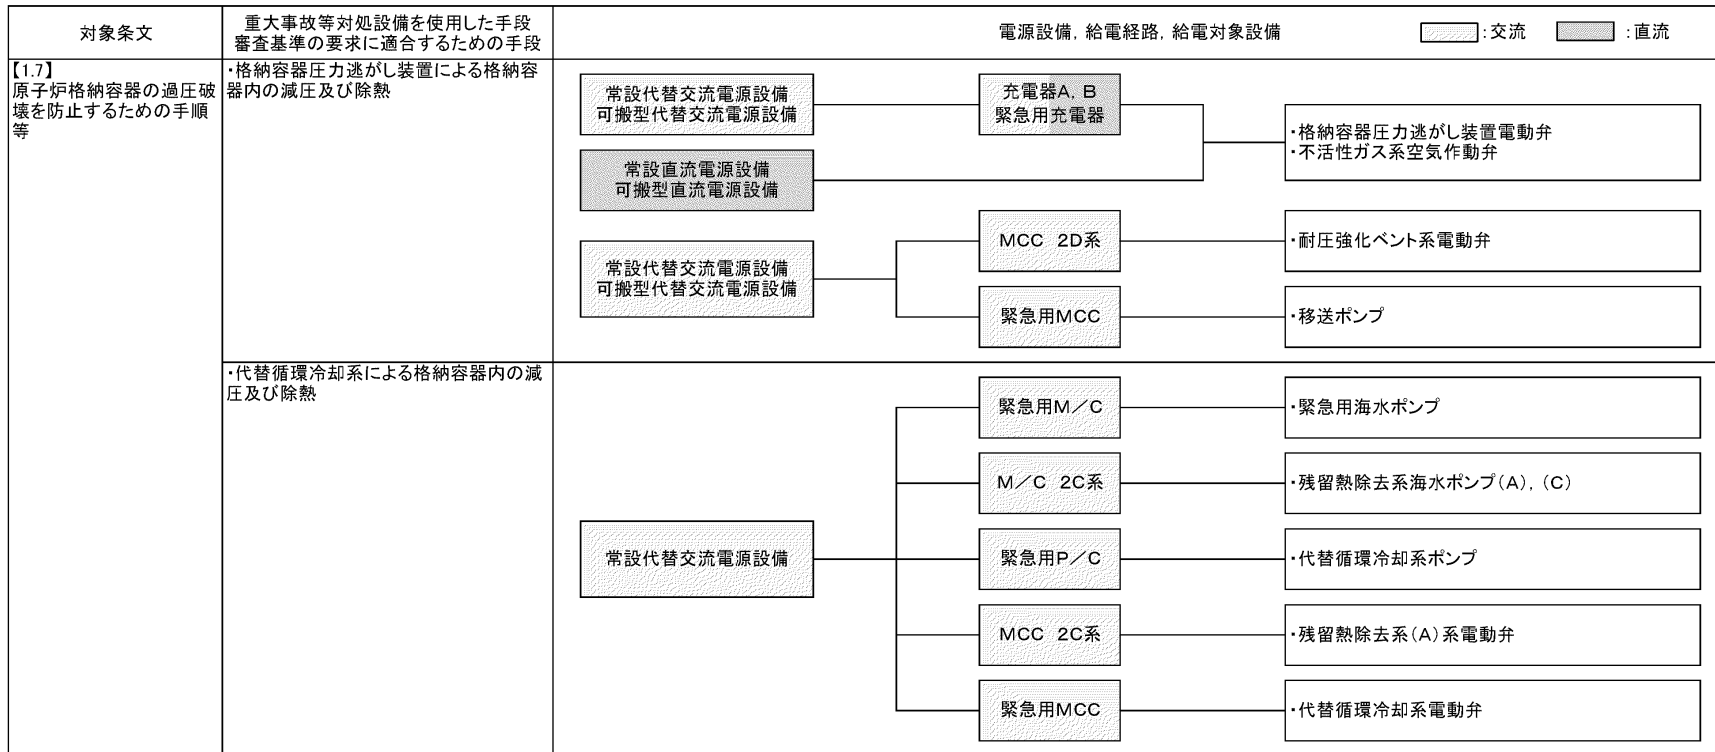 対象条文
重大事故等対処設備を使用した手段
審査基準の要求に適合するための手段
電源設備，給電経路，給電対象設備
：交流
：直流
【1.7】
原子炉格納容器の過圧破
壊を防止するための手順
等
・格納容器圧力逃がし装置による格納容
器内の減圧及び除熱
常設代替交流電源設備
可搬型代替交流電源設備
充電器A，B
緊急用充電器
・格納容器圧力逃がし装置電動弁
・不活性ガス系空気作動弁
常設直流電源設備
可搬型直流電源設備
常設代替交流電源設備
可搬型代替交流電源設備
MCC 2D系
・耐圧強化ベント系電動弁
緊急用MCC
・移送ポンプ
・代替循環冷却系による格納容器内の減
圧及び除熱
常設代替交流電源設備
緊急用M／C
・緊急用海水ポンプ
M／C 2C系
・残留熱除去系海水ポンプ(A)，(C)
緊急用P／C
・代替循環冷却系ポンプ
MCC 2C系
・残留熱除去系(A)系電動弁
緊急用MCC
・代替循環冷却系電動弁